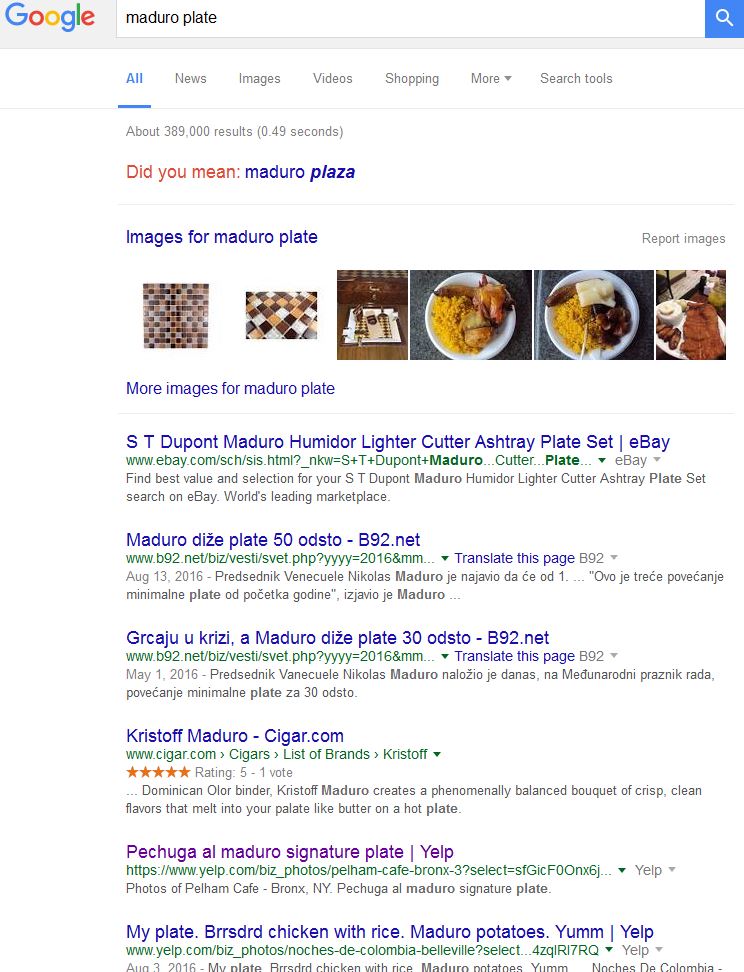 Google
maduro plate
All News Images Videos Shopping More Search tools
About 389,000 results (0.49 seconds)
Did you mean: maduro plaza
Images for maduro plate Report images
More images for maduro plate
S T Dupont Maduro Humidor Lighter Cutter Ashtray Plate Set | eBay
www.ebay.com/sch/sis.html?_nkw=S+T+Dupont+Maduro...Cutter...Plate... eBay
Find best value and selection for your S T Dupont Maduro Humidor Lighter Cutter Ashtray Plate Set
search on eBay. World's leading marketplace.
Maduro diže plate 50 odsto - B92.net
www.b92.net/biz/vesti/svet.php?yyyy=2016&mm... Translate this page B92
Aug 13, 2016 - Predsednik Venecuele Nikolas Maduro je najavio da će od 1. ... "Ovo je treće povećanje
minimalne plate od početka godine", izjavio je Maduro ...
Grcaju u krizi, a Maduro diže plate 30 odsto - B92.net
www.b92.net/biz/vesti/svet.php?yyyy=2016&mm... Translate this page B92
May 1, 2016 - Predsednik Vanecuele Nikolas Maduro naložio je danas, na Međunarodni praznik rada,
povećanje minimalne plate za 30 odsto.
Kristoff Maduro - Cigar.com
www.cigar.com › Cigars › List of Brands › Kristoff
Rating: 5 - 1 vote
... Dominican Olor binder, Kristoff Maduro creates a phenomenally balanced bouquet of crisp, clean
flavors that melt into your palate like butter on a hot plate.
Pechuga al maduro signature plate | Yelp
https://www.yelp.com/biz_photos/pelham-cafe-bronx-3?select=sfGicF0Onx6j... Yelp
Photos of Pelham Cafe - Bronx, NY. Pechuga al maduro signature plate.
My plate. Brrsdrd chicken with rice. Maduro potatoes. Yumm | Yelp
www.yelp.com/biz_photos/noches-de-colombia-belleville?select...4zqlRl7RQ Yelp
Aug 3, 2016 - My plate. Brrsdrd chicken with rice. Maduro potatoes. Yumm ... Noches De Colombia -